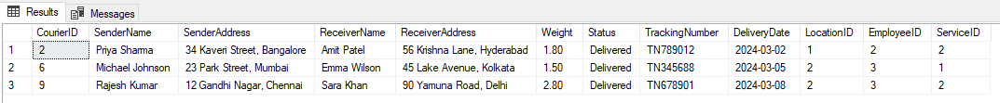 Results Messages
CourierID SenderName SenderAddress ReceiverName ReceiverAddress Weight Status TrackingNumber DeliveryDate LocationID EmployeeID ServiceID
1 2 Priya Sharma 34 Kaveri Street, Bangalore Amit Patel 56 Krishna Lane, Hyderabad 1.80 Delivered TN789012 2024-03-02 1 2 2
2 6 Michael Johnson 23 Park Street, Mumbai Emma Wilson 45 Lake Avenue, Kolkata 1.50 Delivered TN345688 2024-03-05 2 3 1
3 9 Rajesh Kumar 12 Gandhi Nagar, Chennai Sara Khan 90 Yamuna Road, Delhi 2.80 Delivered TN678901 2024-03-08 2 3 2